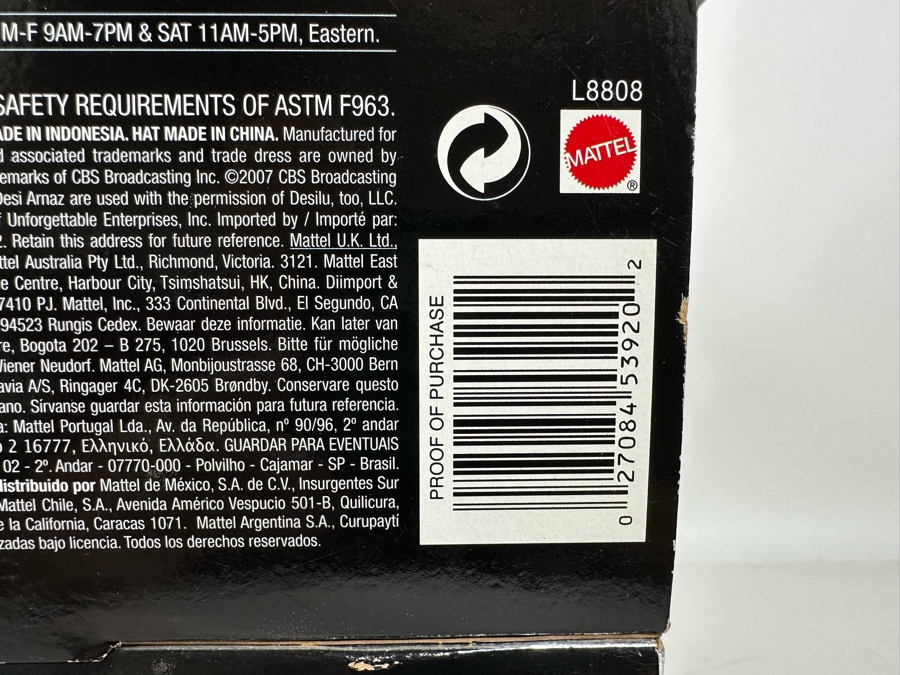 M-F 9AM-7PM & SAT 11AM-5PM, Eastern.
SAFETY REQUIREMENTS OF ASTM F963.
ADE IN INDONESIA. HAT MADE IN CHINA. Manufactured for
d associated trademarks and trade dress are owned by
emarks of CBS Broadcasting Inc. ©2007 CBS Broadcasting
Desi Arnaz are used with the permission of Desilu, too, LLC.
f Unforgettable Enterprises, Inc. Imported by / Importé par:
2. Retain this address for future reference. Mattel U.K. Ltd.,
ttel Australia Pty Ltd., Richmond, Victoria. 3121. Mattel East
e Centre, Harbour City, Tsimshatsui, HK, China. Diimport &
7410 PJ. Mattel, Inc., 333 Continental Blvd., El Segundo, CA
94523 Rungis Cedex. Bewaar deze informatie. Kan later van
re, Bogota 202 – B 275, 1020 Brussels. Bitte für mögliche
Wiener Neudorf. Mattel AG, Monbijoustrasse 68, CH-3000 Bern
avia A/S, Ringager 4C, DK-2605 Brøndby. Conservare questo
ano. Sírvanse guardar esta información para futura referencia.
a: Mattel Portugal Lda., Av. da República, nº 90/96, 2º andar
o 2 16777, Ελληνικό, Ελλάδα. GUARDAR PARA EVENTUAIS
02 - 2º. Andar - 07770-000 - Polvilho - Cajamar - SP - Brasil.
distribuido por Mattel de México, S.A. de C.V., Insurgentes Sur
Mattel Chile, S.A., Avenida Américo Vespucio 501-B, Quilicura,
e la California, Caracas 1071. Mattel Argentina S.A., Curupaytí
zadas bajo licencia. Todos los derechos reservados.
L8808
MATTEL
®
PROOF OF PURCHASE
0 27084 53920 2